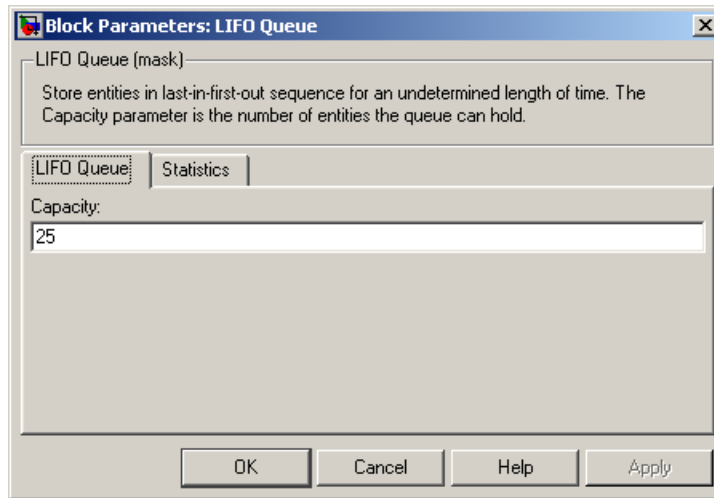 Block Parameters: LIFO Queue
LIFO Queue (mask)
Store entities in last-in-first-out sequence for an undetermined length of time. The
Capacity parameter is the number of entities the queue can hold.
LIFO Queue Statistics
Capacity:
25
OK Cancel Help Apply